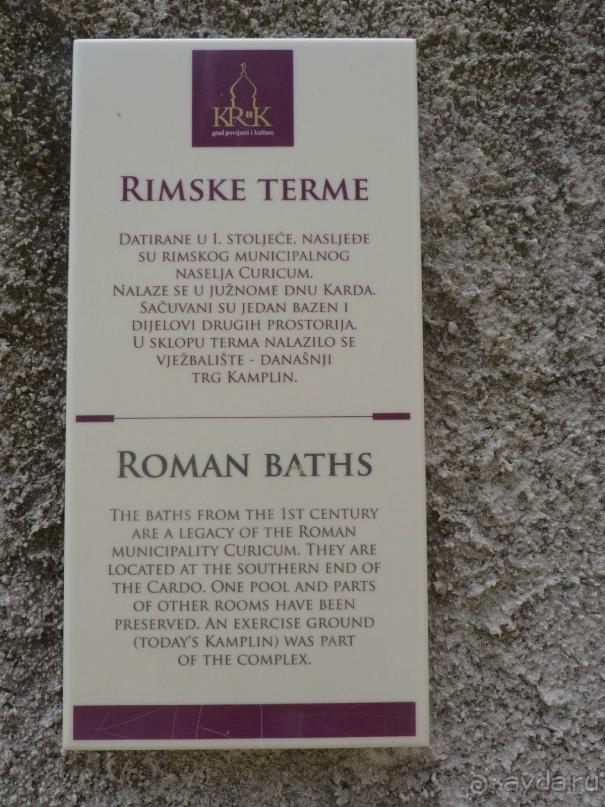 KRK
grad povijesti i kulture
RIMSKE TERME
DATIRANE U I. STOLJEĆE, NASLJEĐE
SU RIMSKOG MUNICIPALNOG
NASELJA CURICUM.
NALAZE SE U JUŽNOME DNU KARDA.
SAČUVANI SU JEDAN BAZEN I
DIJELOVI DRUGIH PROSTORIJA.
U SKLOPU TERMA NALAZILO SE
VJEŽBALIŠTE - DANAŠNJI
TRG KAMPLIN.
ROMAN BATHS
THE BATHS FROM THE 1ST CENTURY
ARE A LEGACY OF THE ROMAN
MUNICIPALITY CURICUM. THEY ARE
LOCATED AT THE SOUTHERN END OF
THE CARDO. ONE POOL AND PARTS
OF OTHER ROOMS HAVE BEEN
PRESERVED. AN EXERCISE GROUND
(TODAY'S KAMPLIN) WAS PART
OF THE COMPLEX.
avda.ru